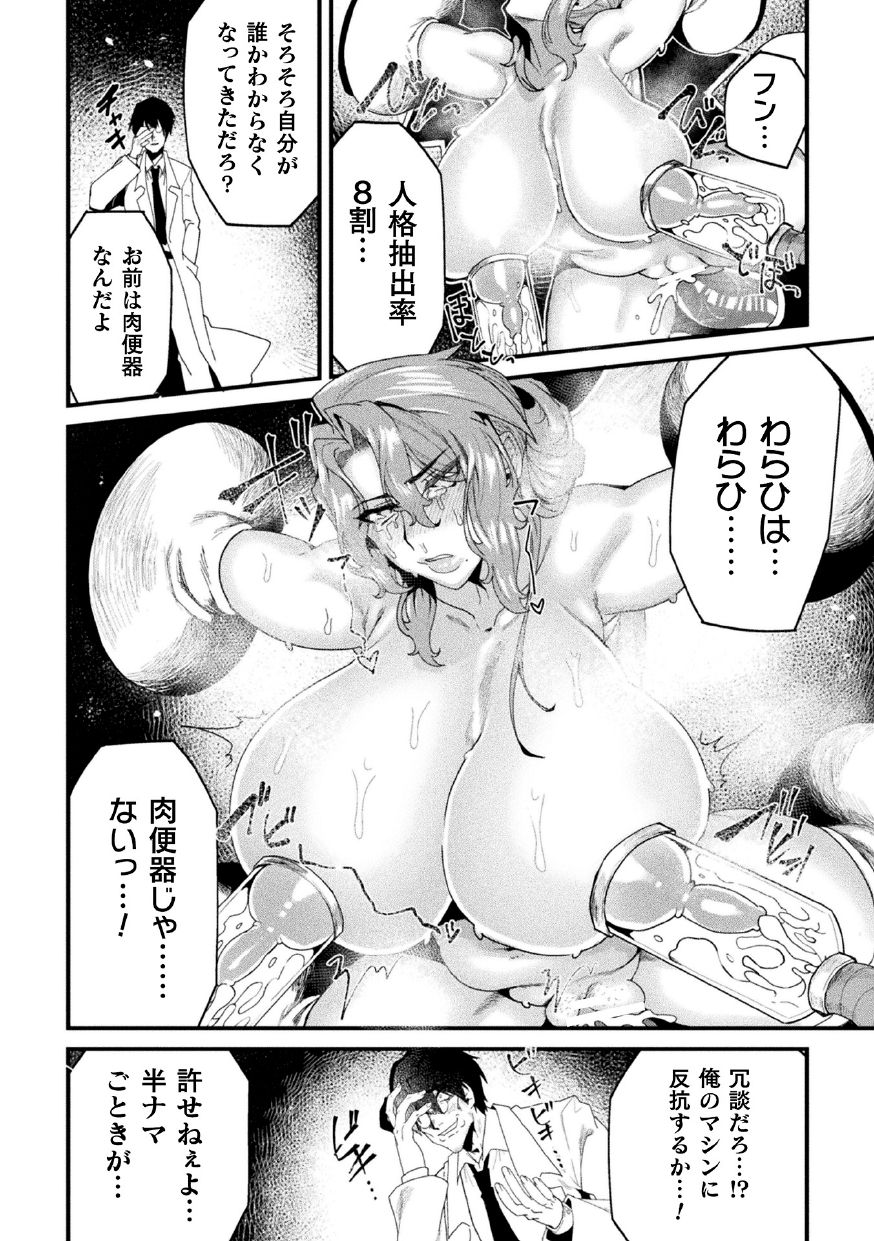 フン…
人格抽出率
８割…
そろそろ自分が
誰かわからなく
なってきただろ？
お前は肉便器
なんだよ
わらひは…
わらひ……
肉便器じゃ……
ないっ…！
冗談だろ…!?
俺のマシンに
反抗するか…！
許せねぇよ…
半ナマ
ごときが…